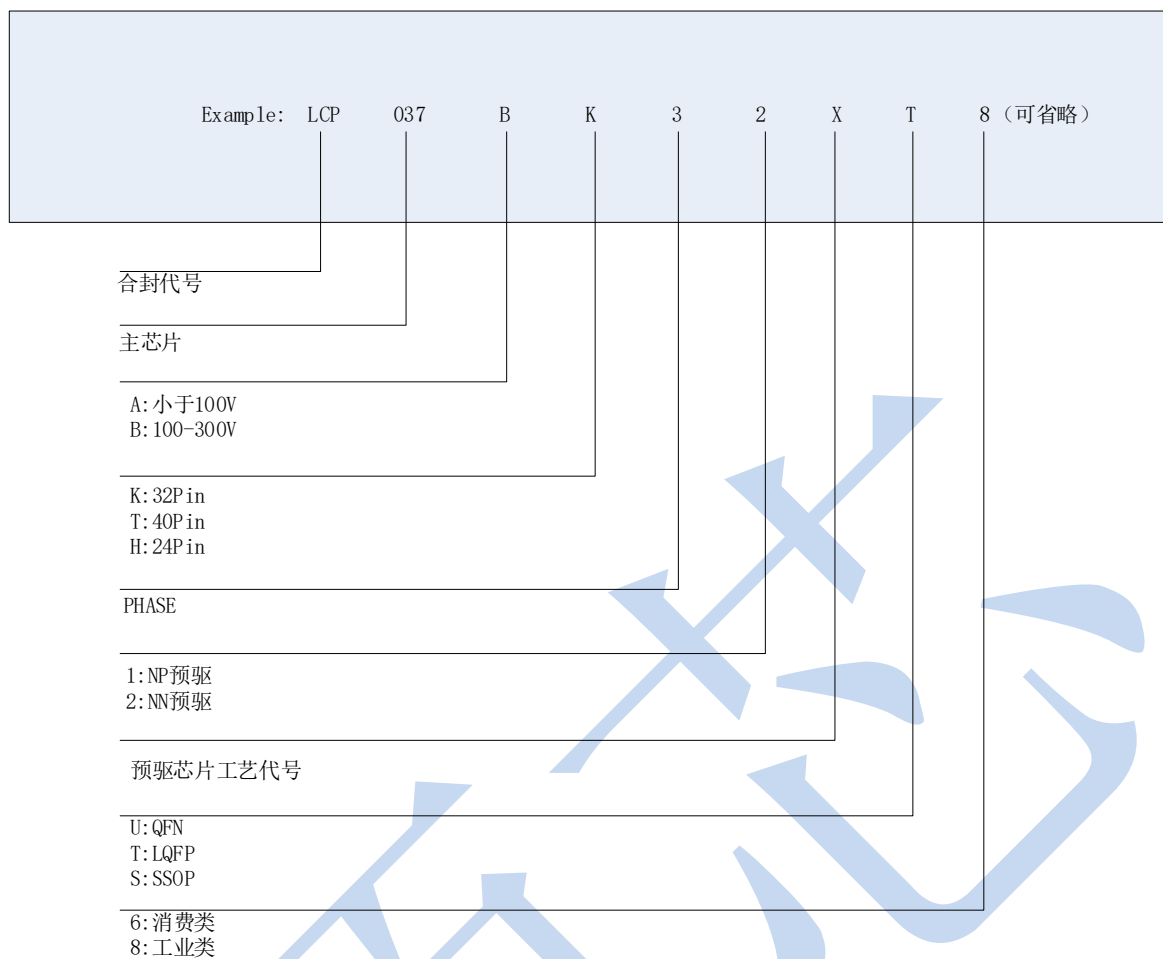 Example: LCP 037 B K 3 2 X T 8（可省略）
合封代号
主芯片
A:小于100V
B:100-300V
K:32Pin
T:40Pin
H:24Pin
PHASE
1:NP预驱
2:NN预驱
预驱芯片工艺代号
U:QFN
T:LQFP
S:SSOP
6:消费类
8:工业类